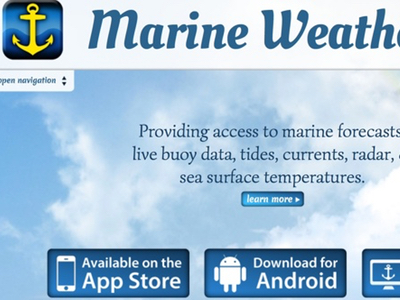 Marine Weathe
open navigation
Providing access to marine forecasts
live buoy data, tides, currents, radar,
sea surface temperatures.
learn more
Available on the
App Store
Download for
Android